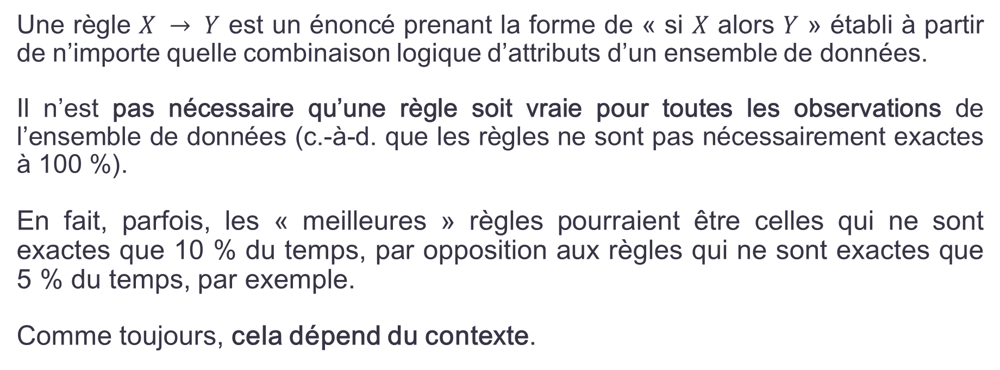 Une règle X → Y est un énoncé prenant la forme de « si X alors Y » établi à partir
de n’importe quelle combinaison logique d’attributs d’un ensemble de données.
Il n’est pas nécessaire qu’une règle soit vraie pour toutes les observations de
l’ensemble de données (c.-à-d. que les règles ne sont pas nécessairement exactes
à 100 %).
En fait, parfois, les « meilleures » règles pourraient être celles qui ne sont
exactes que 10 % du temps, par opposition aux règles qui ne sont exactes que
5 % du temps, par exemple.
Comme toujours, cela dépend du contexte.